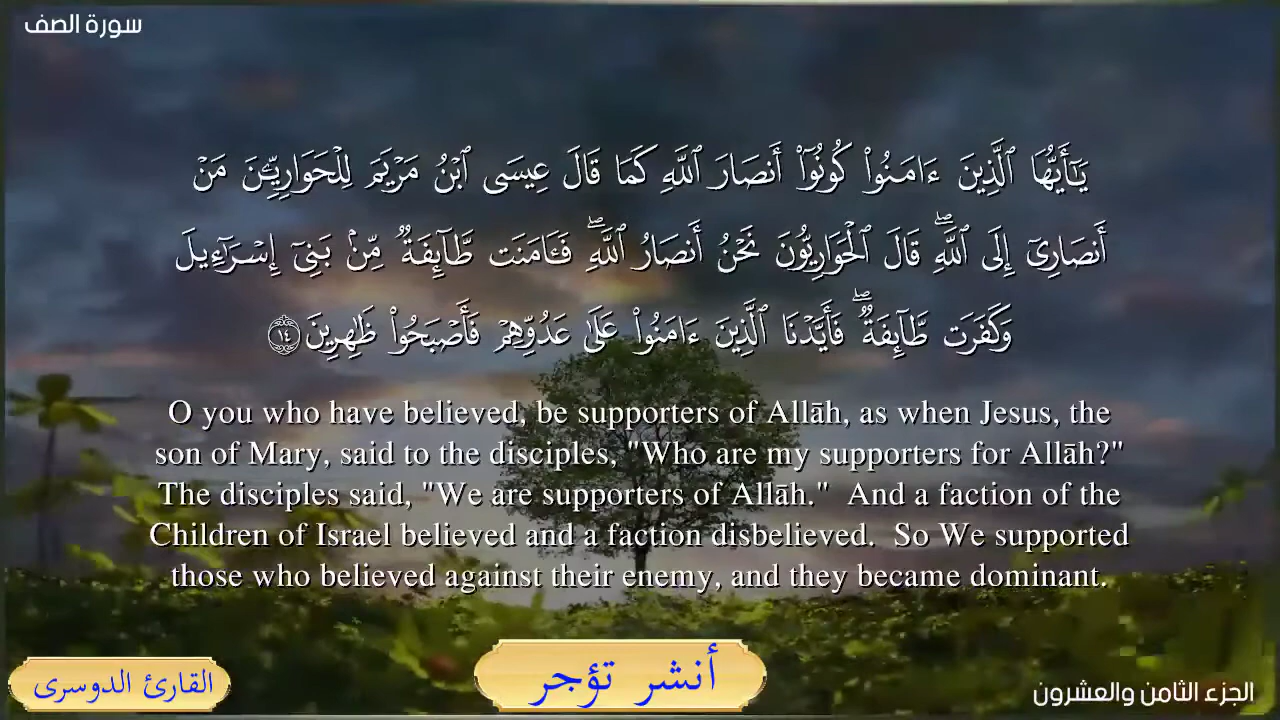 سورة الصف
يَـٰٓأَيُّهَا ٱلَّذِينَ ءَامَنُوا۟ كُونُوٓا۟ أَنصَارَ ٱللَّهِ كَمَا قَالَ عِيسَى ٱبْنُ مَرْيَمَ لِلْحَوَارِيِّـۧنَ مَنْ
أَنصَارِىٓ إِلَى ٱللَّهِ ۖ قَالَ ٱلْحَوَارِيُّونَ نَحْنُ أَنصَارُ ٱللَّهِ ۖ فَـَٔامَنَت طَّآئِفَةٌ مِّنۢ بَنِىٓ إِسْرَٰٓءِيلَ
وَكَفَرَت طَّآئِفَةٌ ۖ فَأَيَّدْنَا ٱلَّذِينَ ءَامَنُوا۟ عَلَىٰ عَدُوِّهِمْ فَأَصْبَحُوا۟ ظَـٰهِرِينَ ١٤
O you who have believed, be supporters of Allāh, as when Jesus, the
son of Mary, said to the disciples, "Who are my supporters for Allāh?"
The disciples said, "We are supporters of Allāh."  And a faction of the
Children of Israel believed and a faction disbelieved.  So We supported
those who believed against their enemy, and they became dominant.
أنشر تؤجر
القارئ الدوسرى
الجزء الثامن والعشرون